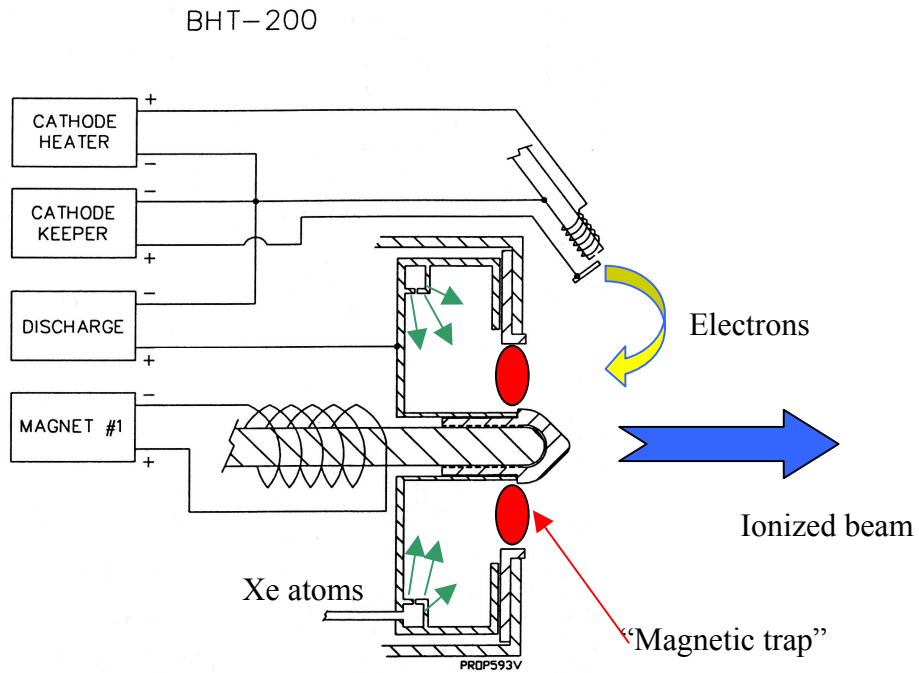 BHT-200
+
CATHODE
HEATER
−
−
CATHODE
KEEPER
+
−
DISCHARGE
+
−
MAGNET #1
+
Electrons
Ionized beam
Xe atoms
“Magnetic trap”
PROP593V